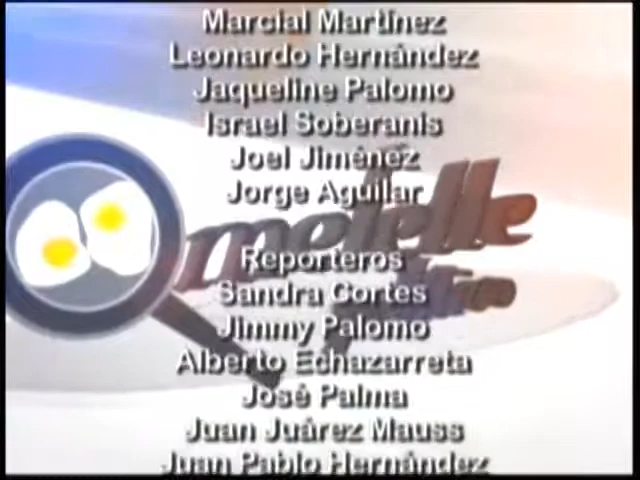 Marcial Martínez
Leonardo Hernández
Jaqueline Palomo
Israel Soberanis
Joel Jiménez
Jorge Aguilar
omelette
Reporteros
Sandra Cortes
Jimmy Palomo
Alberto Echazarreta
José Palma
Juan Juárez Mauss
Juan Pablo Hernández